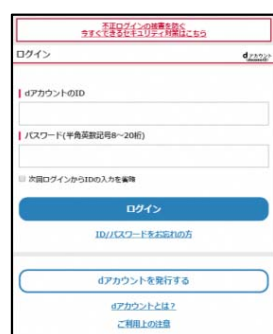 不正ログインの被害を防ぐ
今すぐできるセキュリティ対策はこちら
ログイン
dアカウント
dアカウントのID
パスワード(半角英数記号8〜20桁)
次回ログインからIDの入力を省略
ログイン
ID/パスワードをお忘れの方
dアカウントを発行する
dアカウントとは？
ご利用上の注意